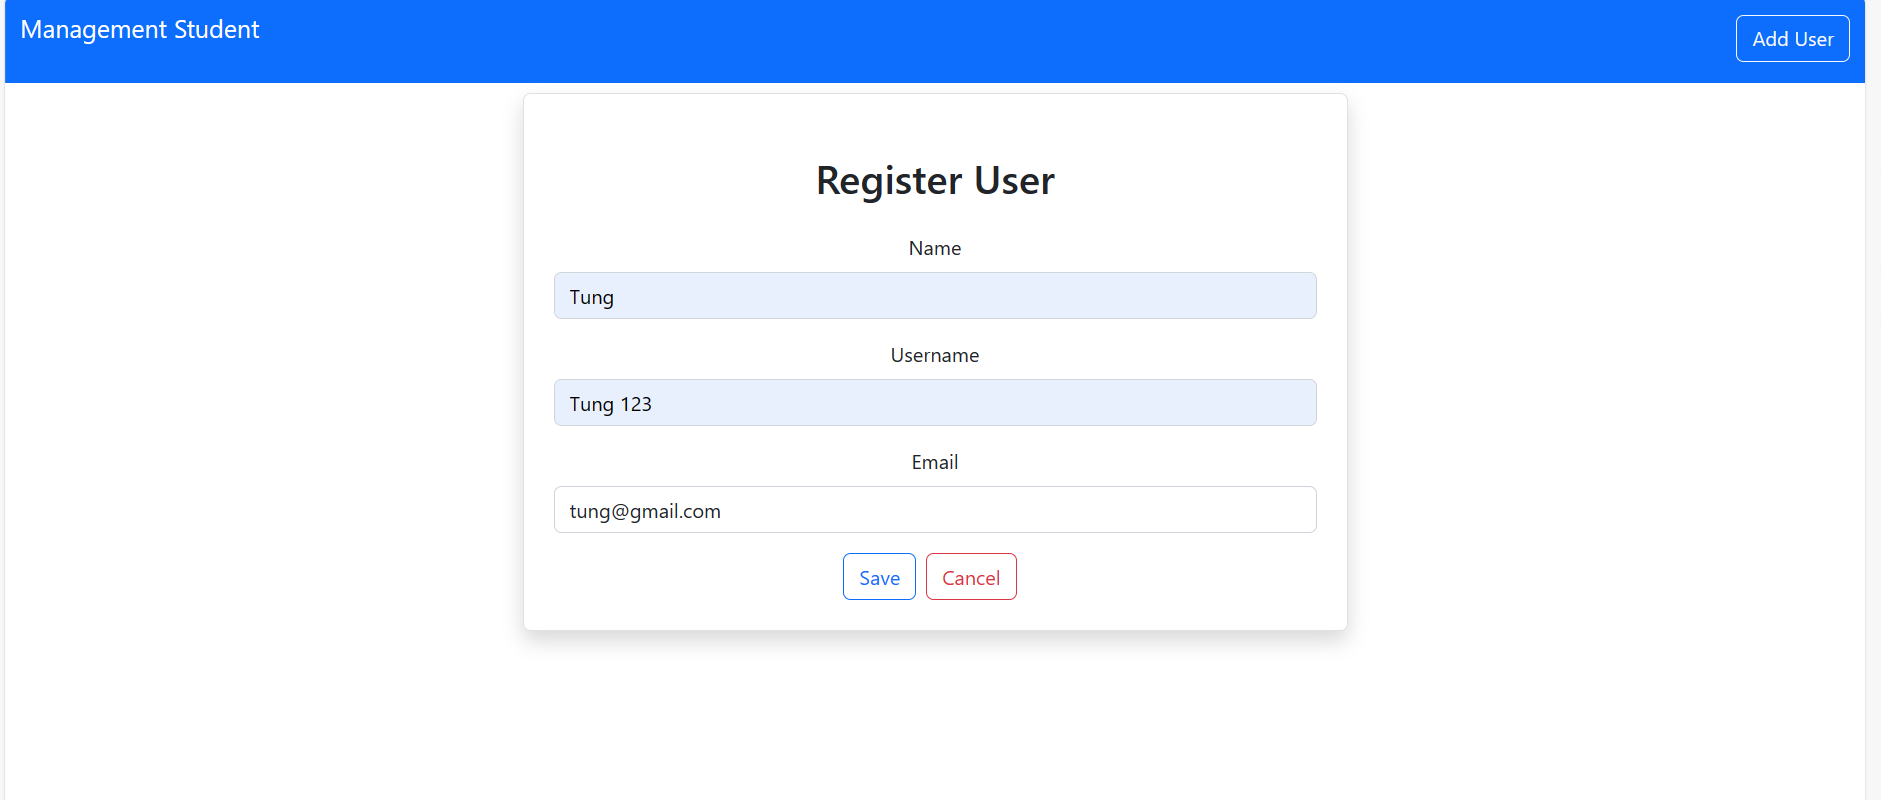 Management Student
Add User
Register User
Name
Tung
Username
Tung 123
Email
tung@gmail.com
Save Cancel